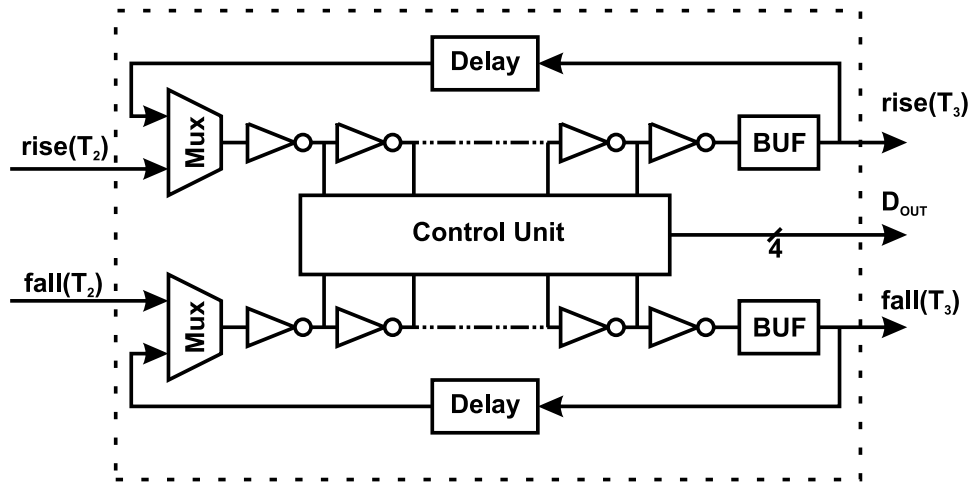 Delay
rise(T3)
Mux
BUF
rise(T2)
DOUT
Control Unit
4
fall(T2)
fall(T3)
Mux
BUF
Delay